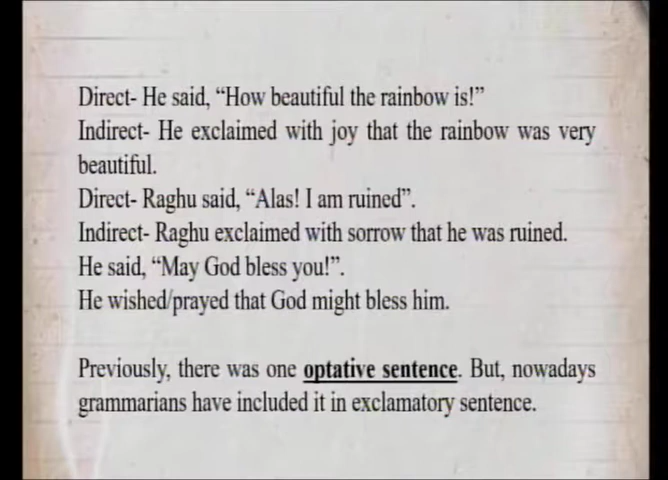 Direct- He said, “How beautiful the rainbow is!”
Indirect- He exclaimed with joy that the rainbow was very
beautiful.
Direct- Raghu said, “Alas! I am ruined”.
Indirect- Raghu exclaimed with sorrow that he was ruined.
He said, “May God bless you!”.
He wished/prayed that God might bless him.
Previously, there was one optative sentence. But, nowadays
grammarians have included it in exclamatory sentence.